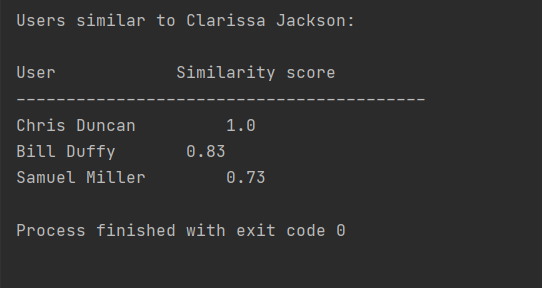 Users similar to Clarissa Jackson:
User Similarity score
-----------------------------------------
Chris Duncan 1.0
Bill Duffy 0.83
Samuel Miller 0.73
Process finished with exit code 0